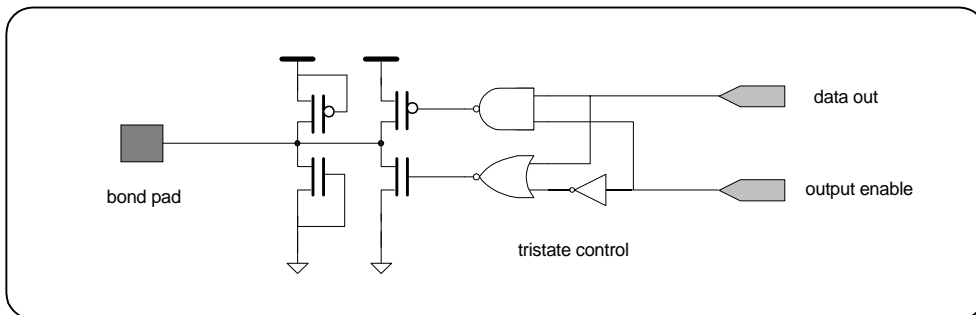 data out
bond pad
output enable
tristate control